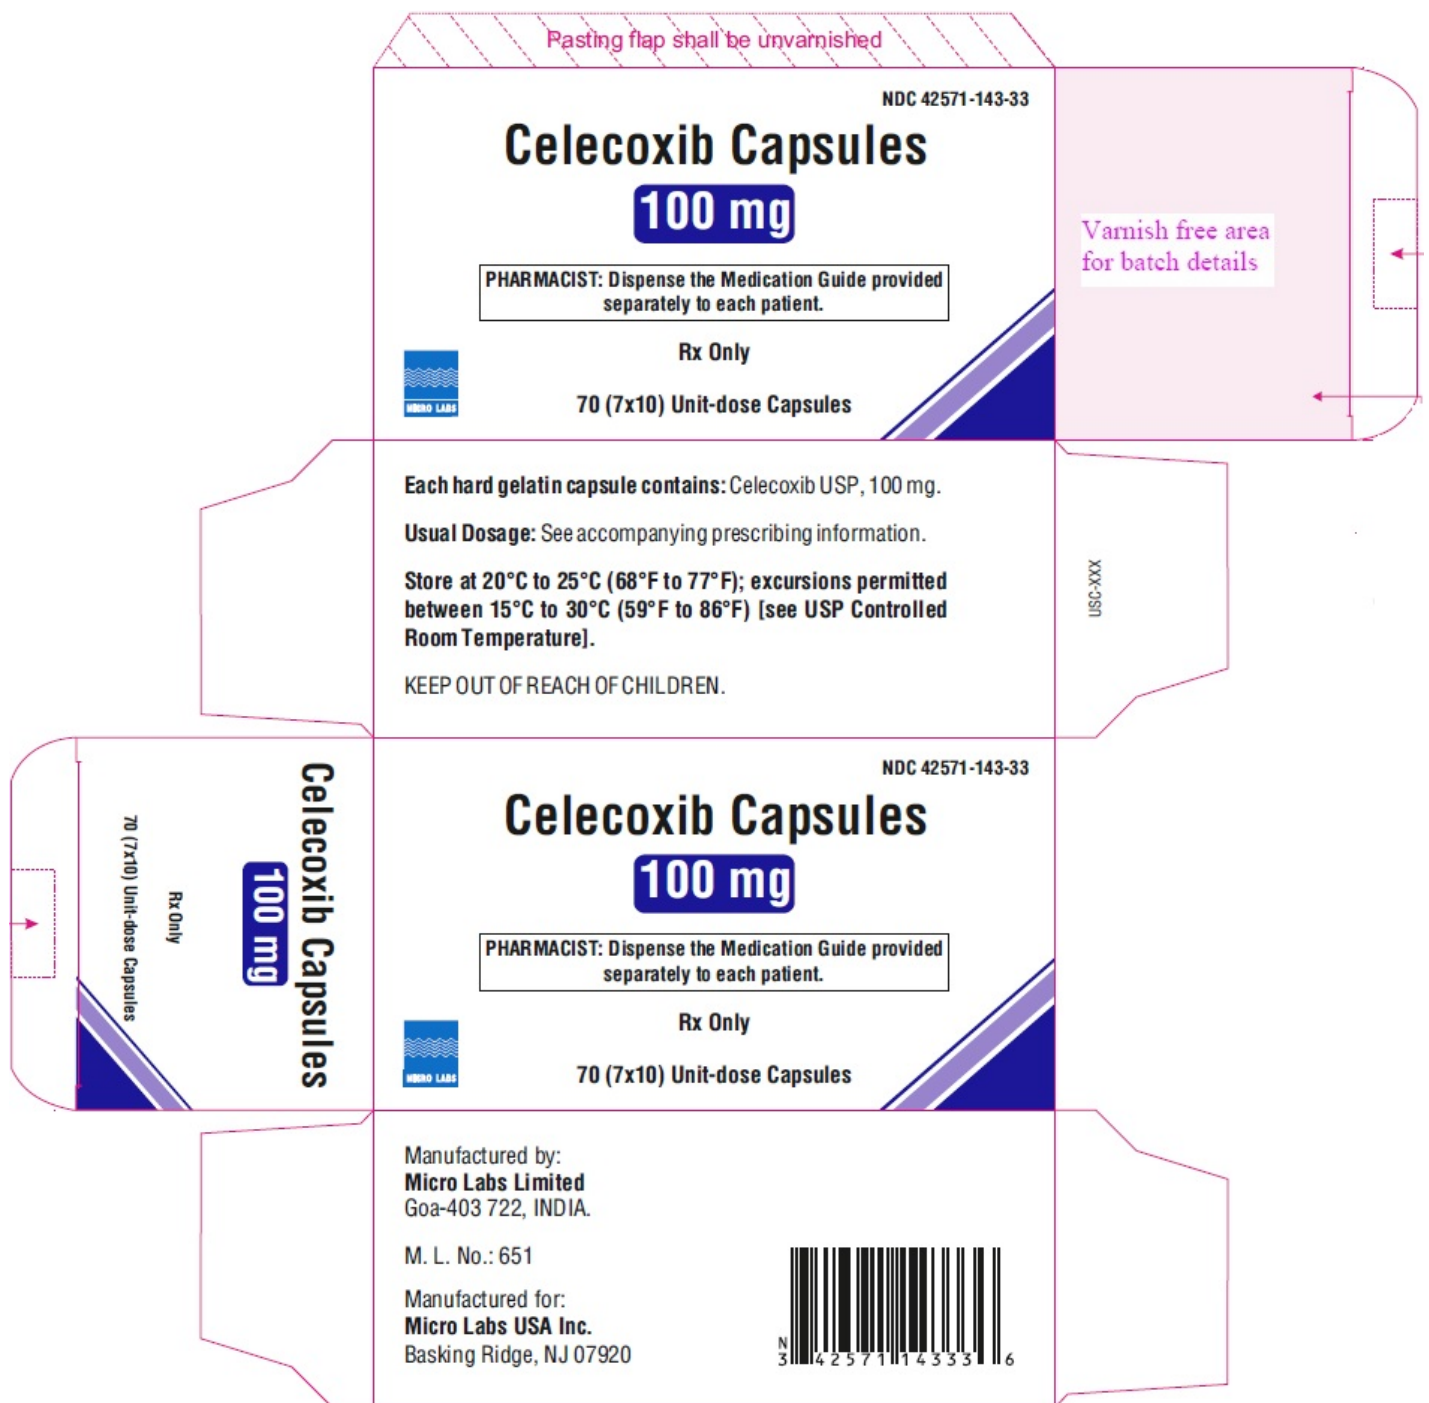 Pasting flap shall be unvarnished
NDC 42571-143-33
Celecoxib Capsules
100 mg
PHARMACIST: Dispense the Medication Guide provided
separately to each patient.
Rx Only
70 (7x10) Unit-dose Capsules
MICRO LABS
Varnish free area
for batch details
Each hard gelatin capsule contains: Celecoxib USP, 100 mg.
Usual Dosage: See accompanying prescribing information.
Store at 20°C to 25°C (68°F to 77°F); excursions permitted
between 15°C to 30°C (59°F to 86°F) [see USP Controlled
Room Temperature].
KEEP OUT OF REACH OF CHILDREN.
USC-XXX
Celecoxib Capsules
100 mg
Rx Only
70 (7x10) Unit-dose Capsules
NDC 42571-143-33
Celecoxib Capsules
100 mg
PHARMACIST: Dispense the Medication Guide provided
separately to each patient.
Rx Only
70 (7x10) Unit-dose Capsules
MICRO LABS
Manufactured by:
Micro Labs Limited
Goa-403 722, INDIA.
M. L. No.: 651
Manufactured for:
Micro Labs USA Inc.
Basking Ridge, NJ 07920
N
3 42571 14333 6